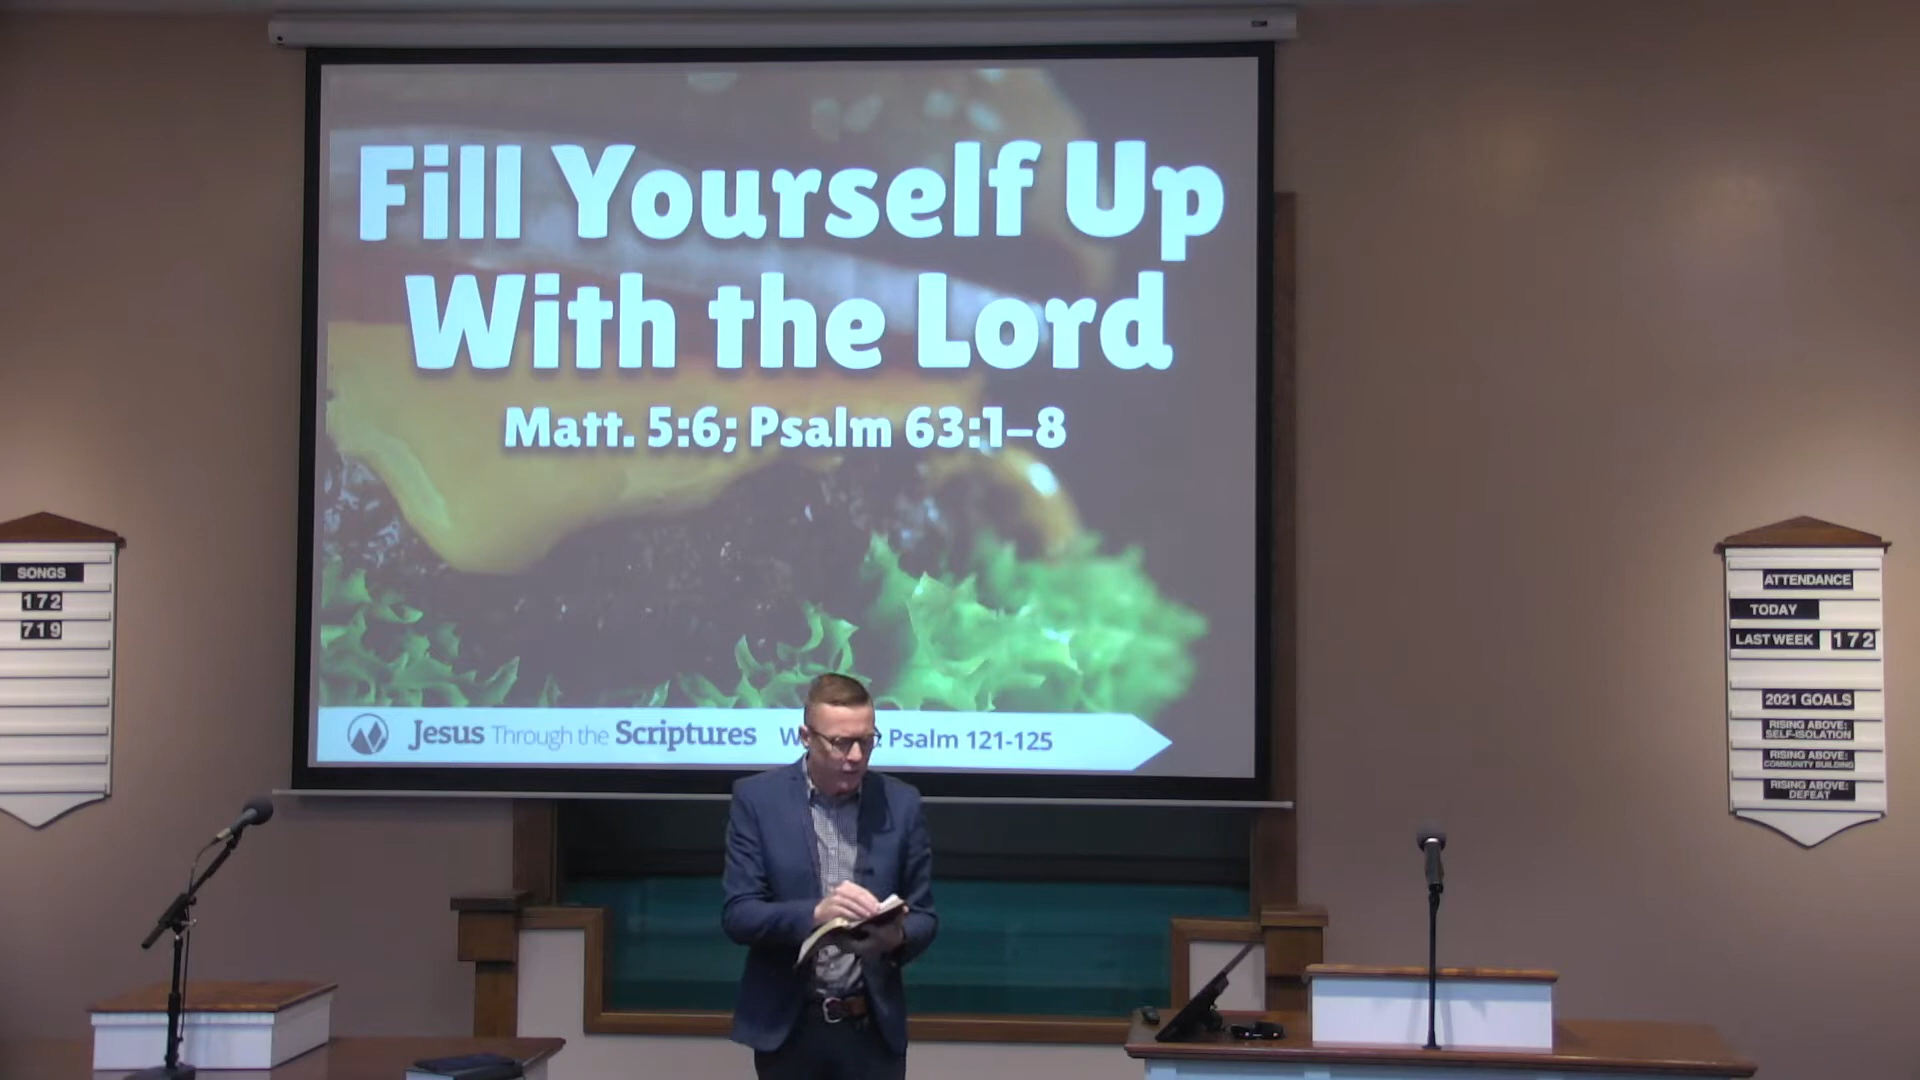 Fill Yourself Up
With the Lord
Matt. 5:6; Psalm 63:1–8
Jesus Through the Scriptures
Psalm 121-125
SONGS
172
719
ATTENDANCE
TODAY
LAST WEEK 172
2021 GOALS
RISING ABOVE:
SELF-ISOLATION
RISING ABOVE:
COMMUNITY BUILDING
RISING ABOVE:
DEFEAT